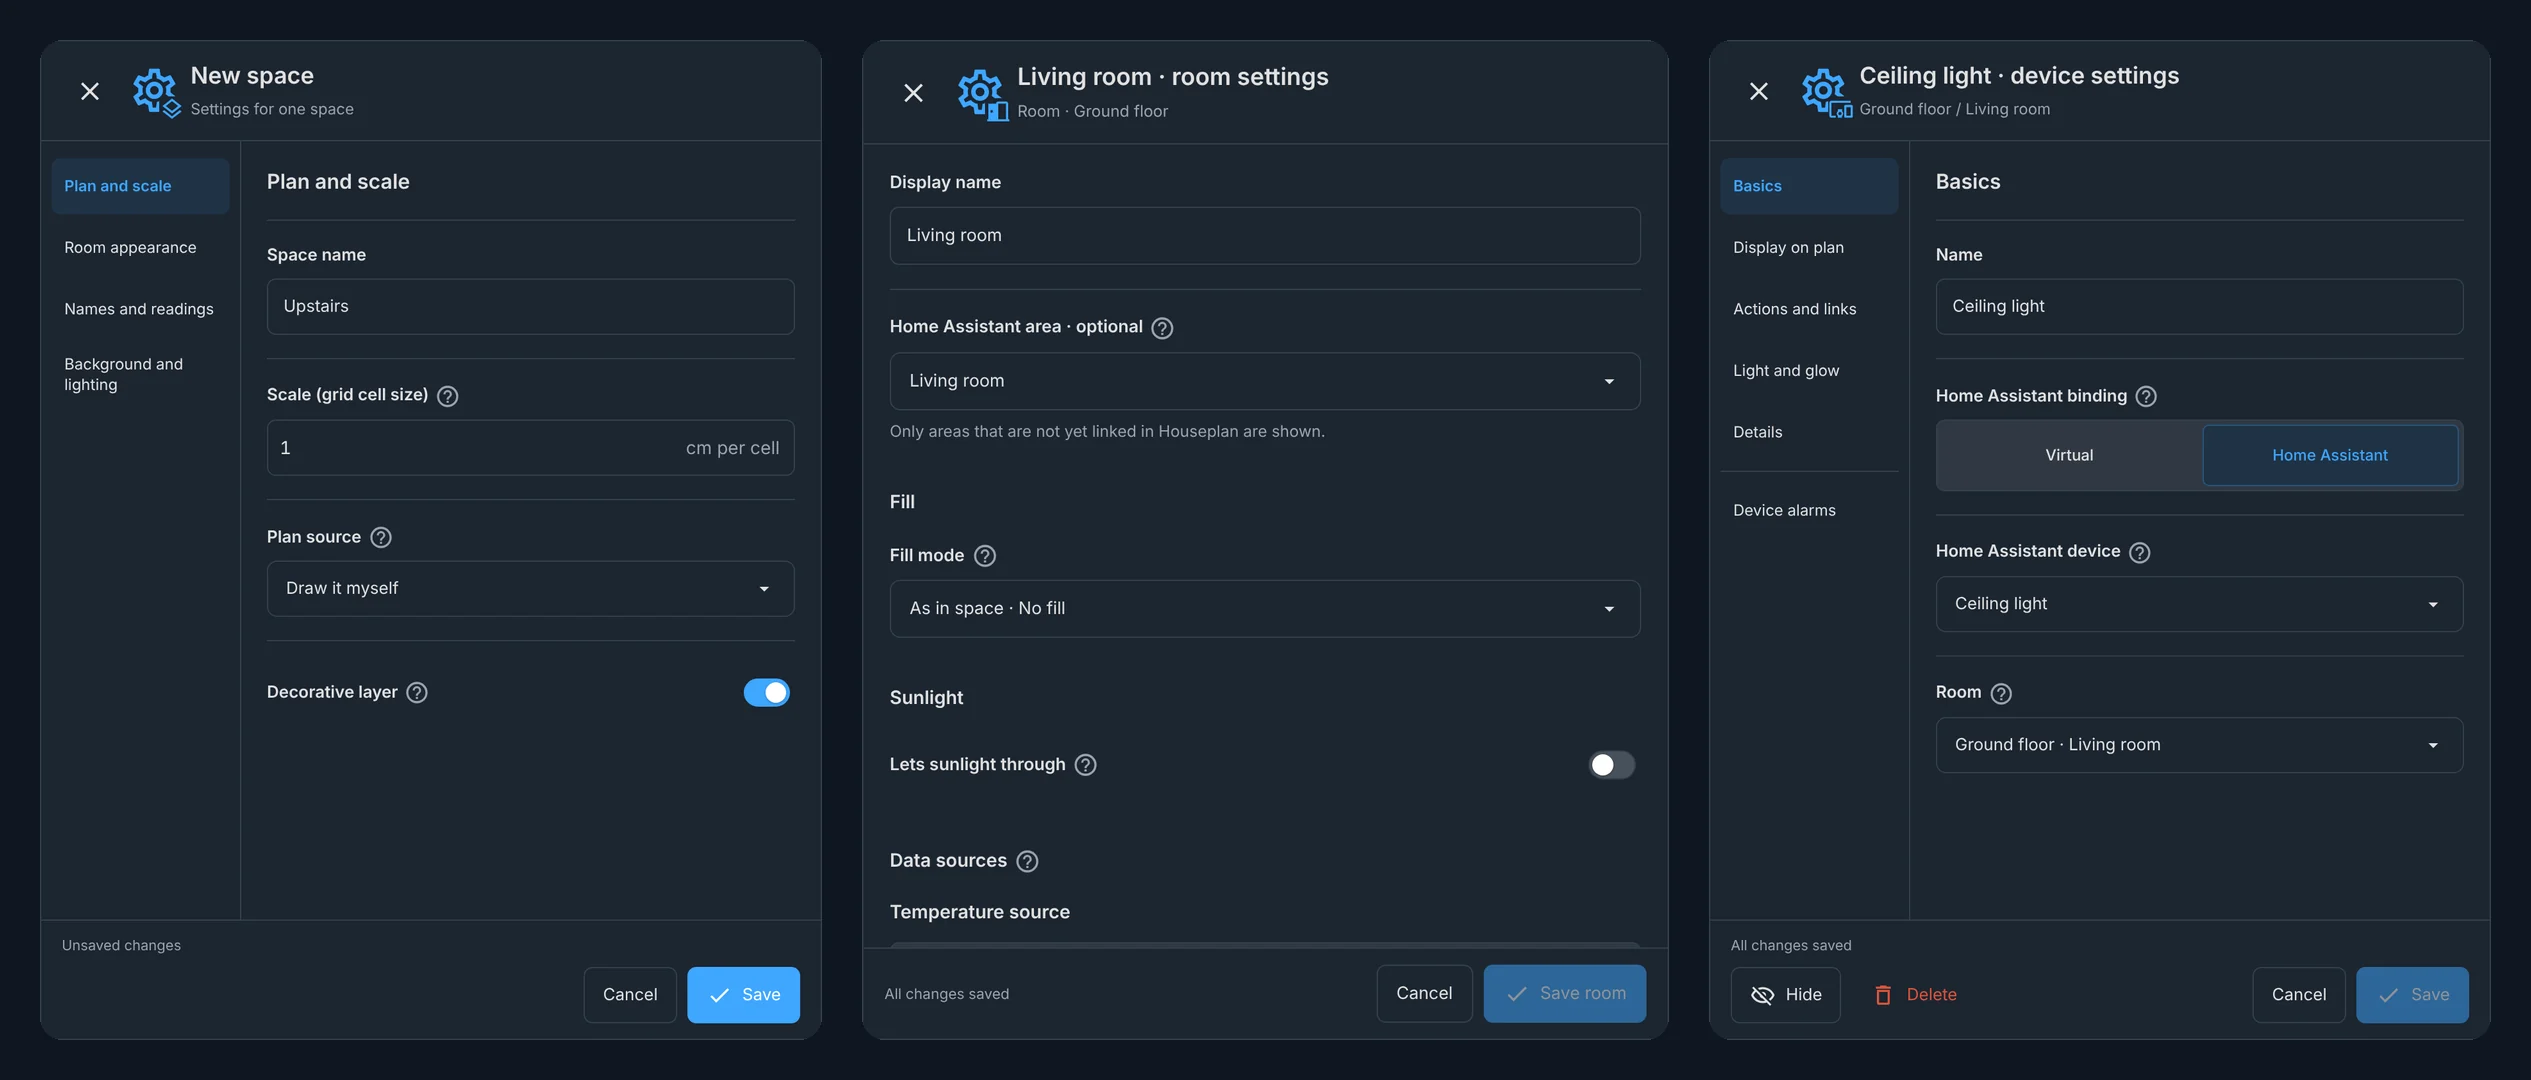 New space
Settings for one space
Plan and scale
Room appearance
Names and readings
Background and
lighting
Plan and scale
Space name
Upstairs
Scale (grid cell size)
1
cm per cell
Plan source
Draw it myself
Decorative layer
Unsaved changes
Cancel
Save
Living room · room settings
Room · Ground floor
Display name
Living room
Home Assistant area · optional
Living room
Only areas that are not yet linked in Houseplan are shown.
Fill
Fill mode
As in space · No fill
Sunlight
Lets sunlight through
Data sources
Temperature source
All changes saved
Cancel
Save room
Ceiling light · device settings
Ground floor / Living room
Basics
Display on plan
Actions and links
Light and glow
Details
Device alarms
Basics
Name
Ceiling light
Home Assistant binding
Virtual
Home Assistant
Home Assistant device
Ceiling light
Room
Ground floor · Living room
All changes saved
Hide
Delete
Cancel
Save